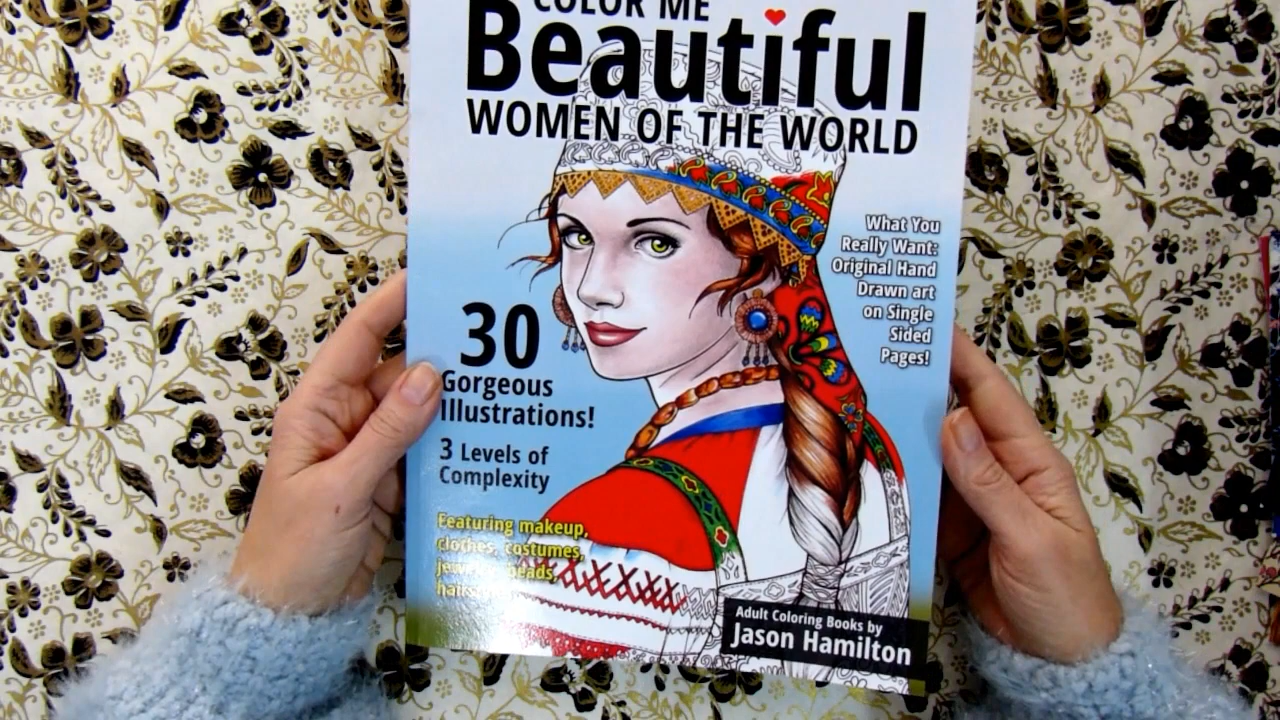 COLOR ME
Beautiful
WOMEN OF THE WORLD
What You
Really Want:
Original Hand
Drawn art
on Single
Sided
Pages!
30
Gorgeous
Illustrations!
3 Levels of
Complexity
Featuring makeup,
clothes, costumes,
Adult Coloring Books by
Jason Hamilton